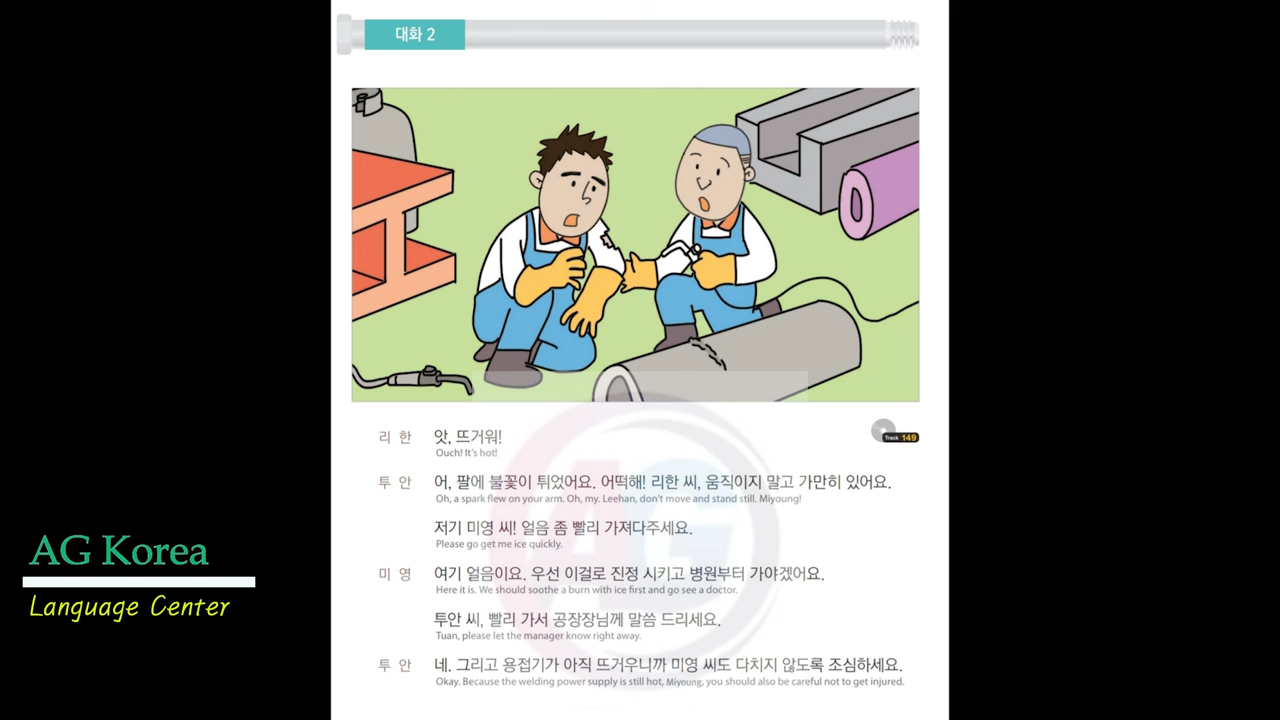 대화 2
Track 149
리 한 앗, 뜨거워!
Ouch! It's hot!
투 안 어, 팔에 불꽃이 튀었어요. 어떡해! 리한 씨, 움직이지 말고 가만히 있어요.
Oh, a spark flew on your arm. Oh, my. Leehan, don't move and stand still. Miyoung!
저기 미영 씨! 얼음 좀 빨리 가져다주세요.
Please go get me ice quickly.
미 영 여기 얼음이요. 우선 이걸로 진정 시키고 병원부터 가야겠어요.
Here it is. We should soothe a burn with ice first and go see a doctor.
투안 씨, 빨리 가서 공장장님께 말씀 드리세요.
Tuan, please let the manager know right away.
투 안 네. 그리고 용접기가 아직 뜨거우니까 미영 씨도 다치지 않도록 조심하세요.
Okay. Because the welding power supply is still hot, Miyoung, you should also be careful not to get injured.
AG Korea
Language Center
AG